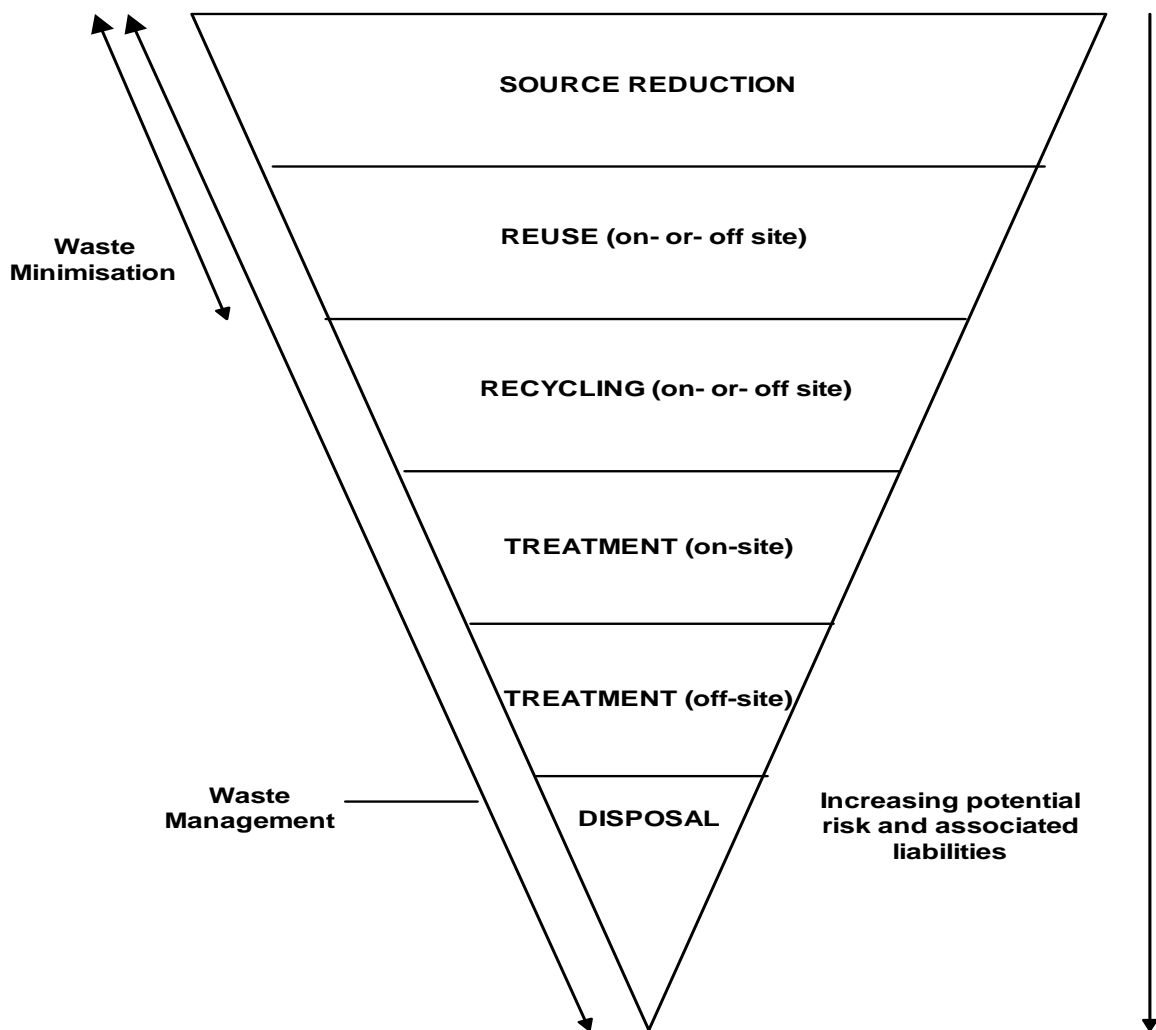 SOURCE REDUCTION
REUSE (on- or- off site)
Waste
Minimisation
RECYCLING (on- or- off site)
TREATMENT (on-site)
TREATMENT (off-site)
Waste
Management
DISPOSAL
Increasing potential
risk and associated
liabilities